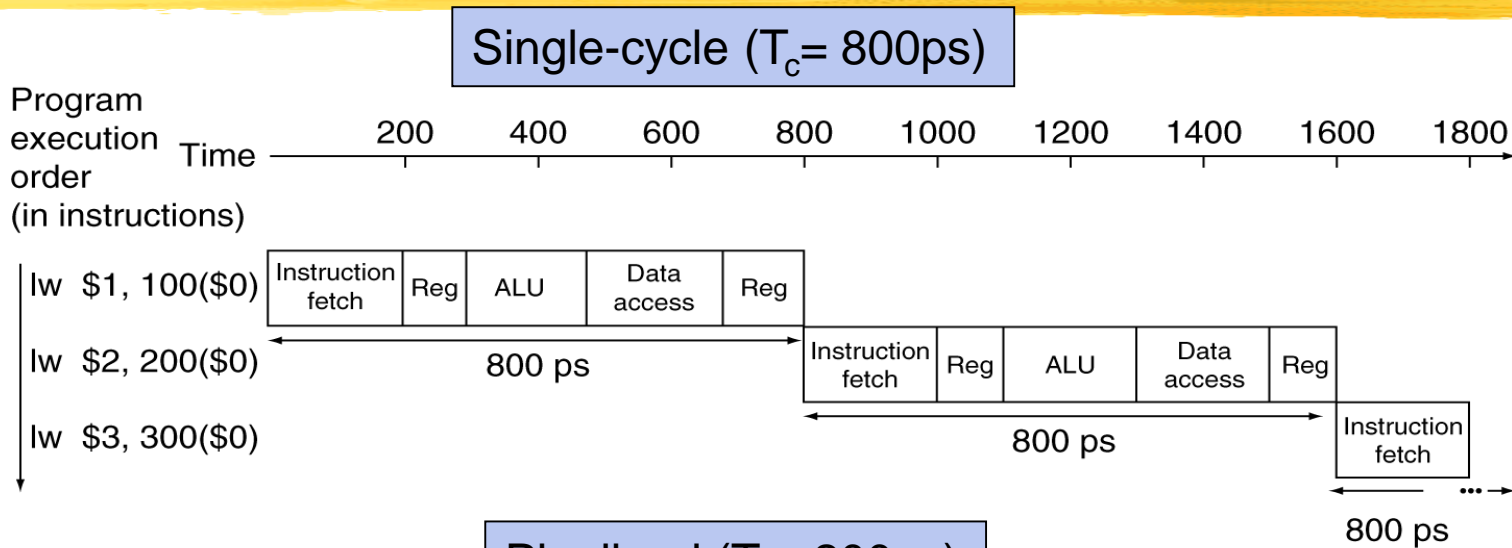 Single-cycle (Tc= 800ps)
Program
execution
order
(in instructions)
Time
200 400 600 800 1000 1200 1400 1600 1800
lw $1, 100($0)
Instruction
fetch
Reg
ALU
Data
access
Reg
800 ps
lw $2, 200($0)
Instruction
fetch
Reg
ALU
Data
access
Reg
800 ps
lw $3, 300($0)
Instruction
fetch
...
800 ps